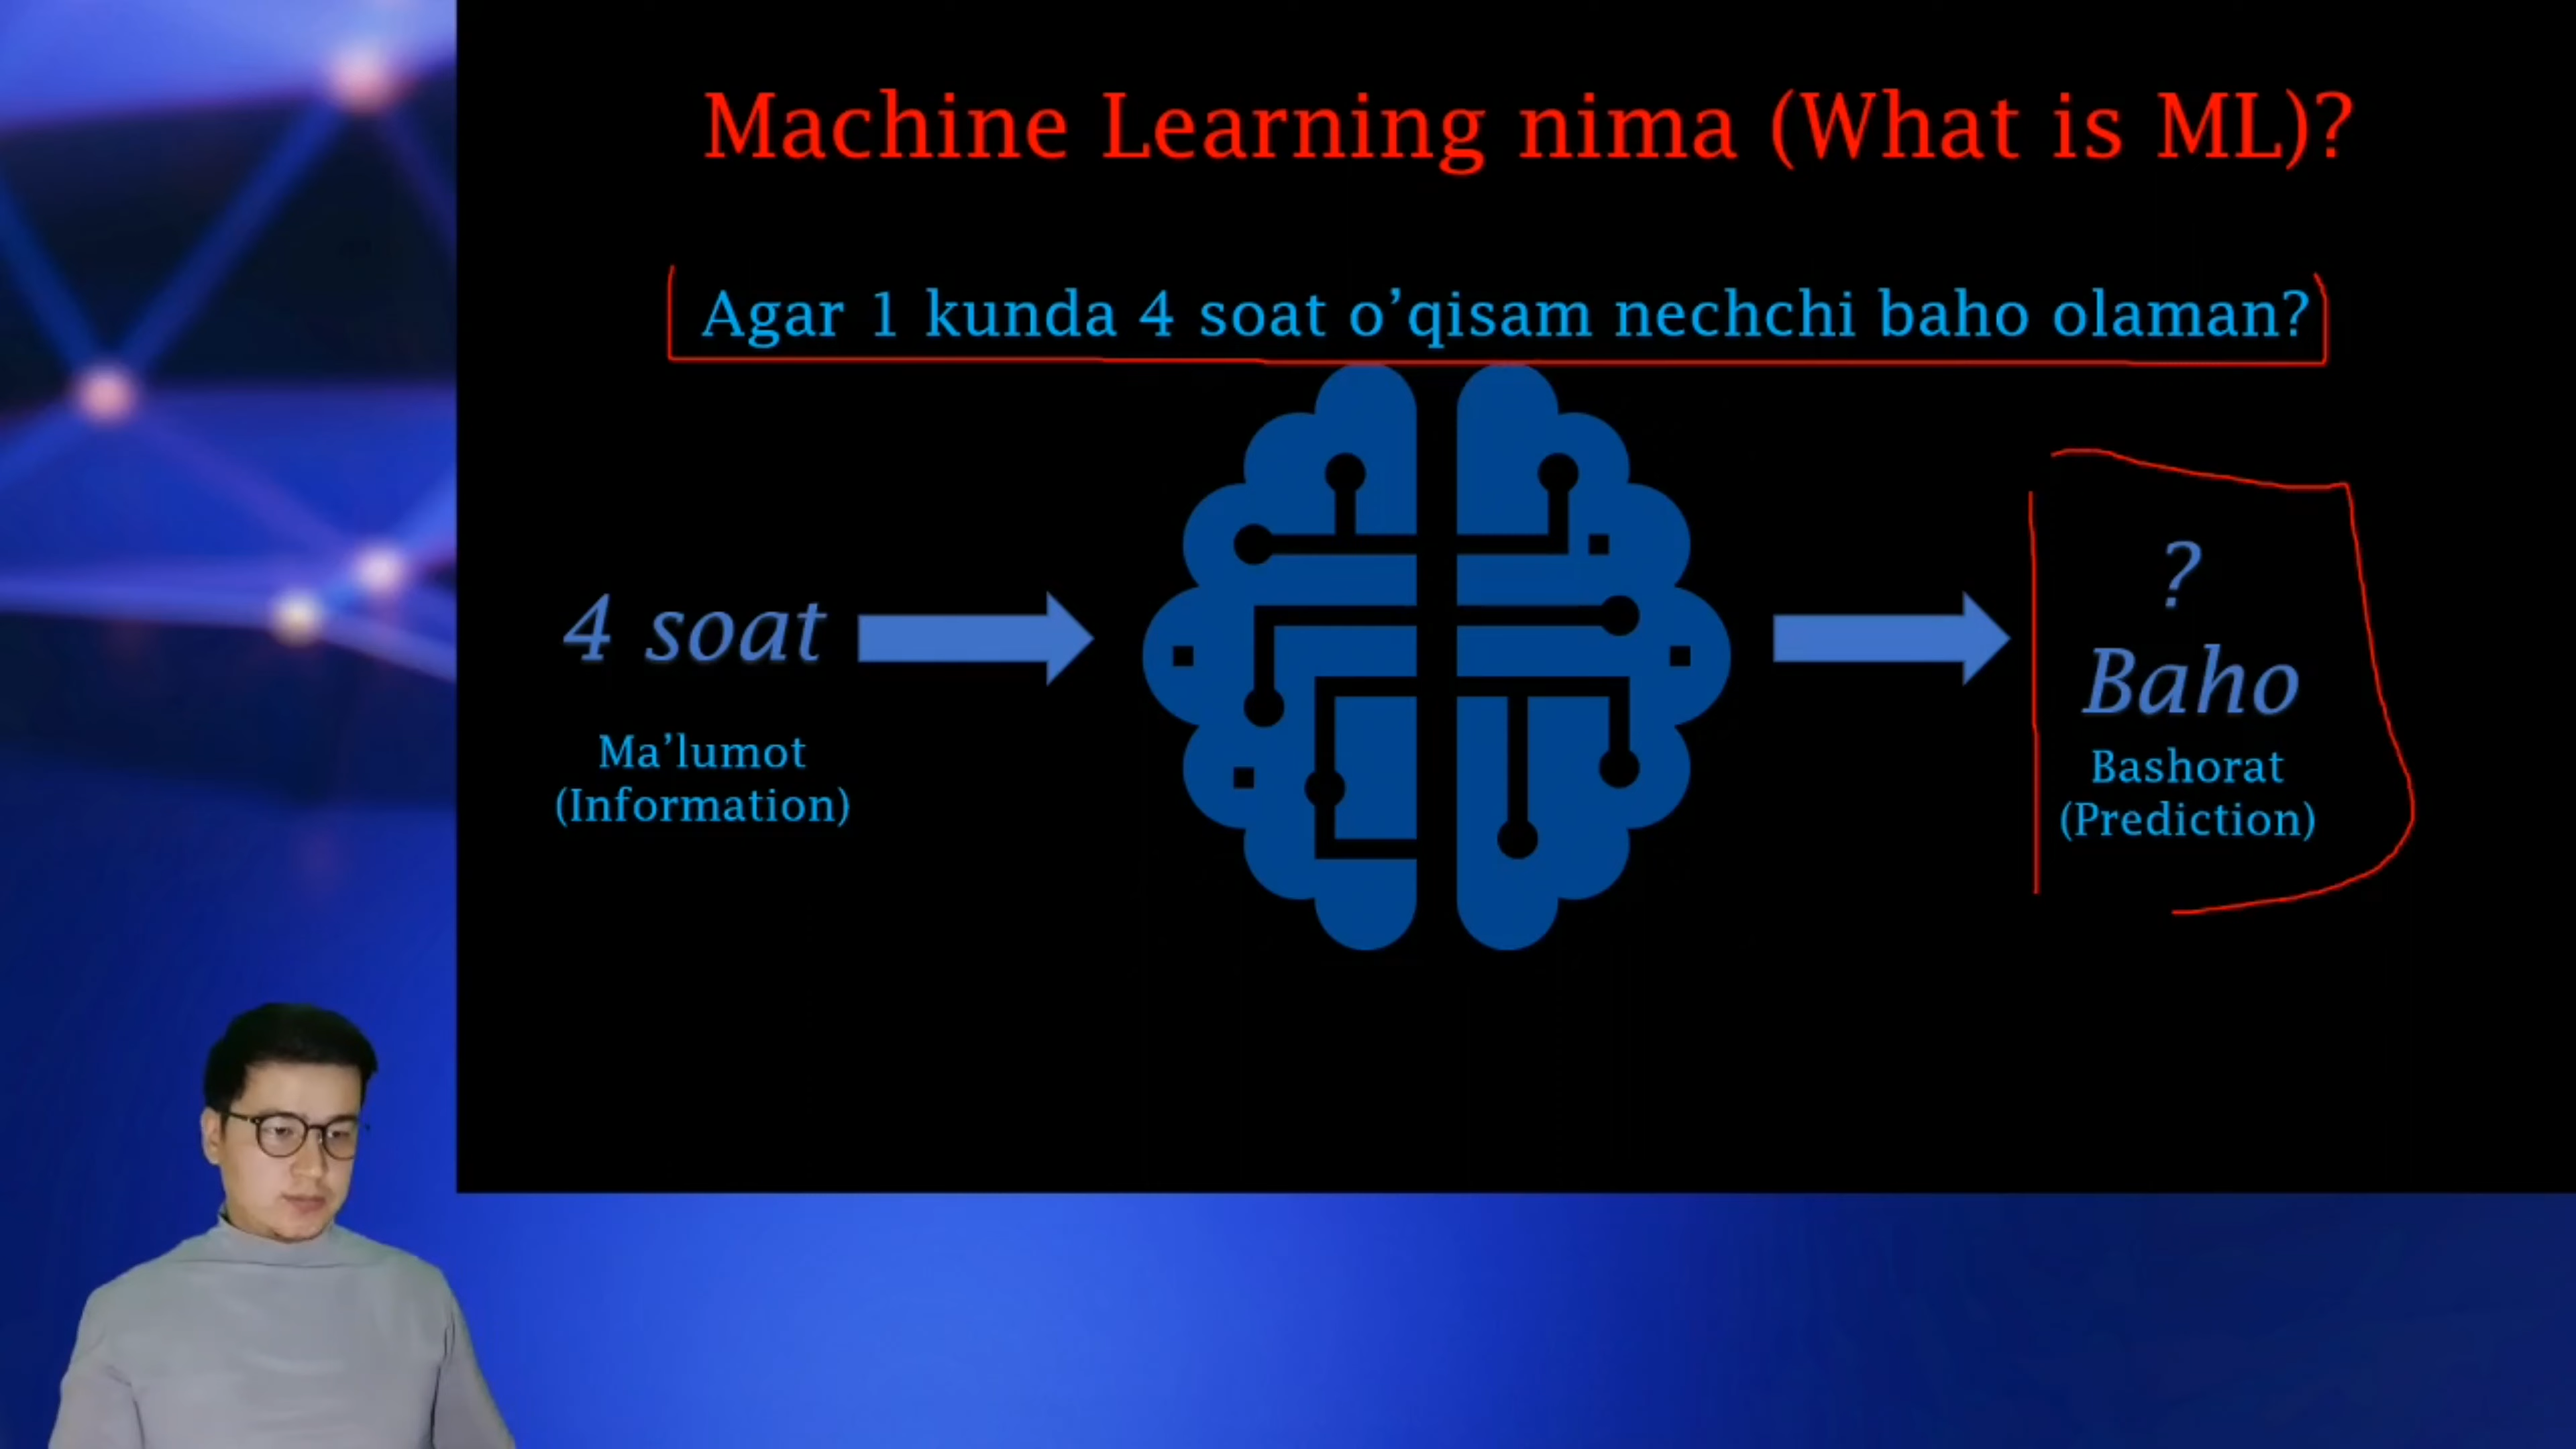 Machine Learning nima (What is ML)?
Agar 1 kunda 4 soat o’qisam nechchi baho olaman?
4 soat
Ma’lumot
(Information)
?
Baho
Bashorat
(Prediction)